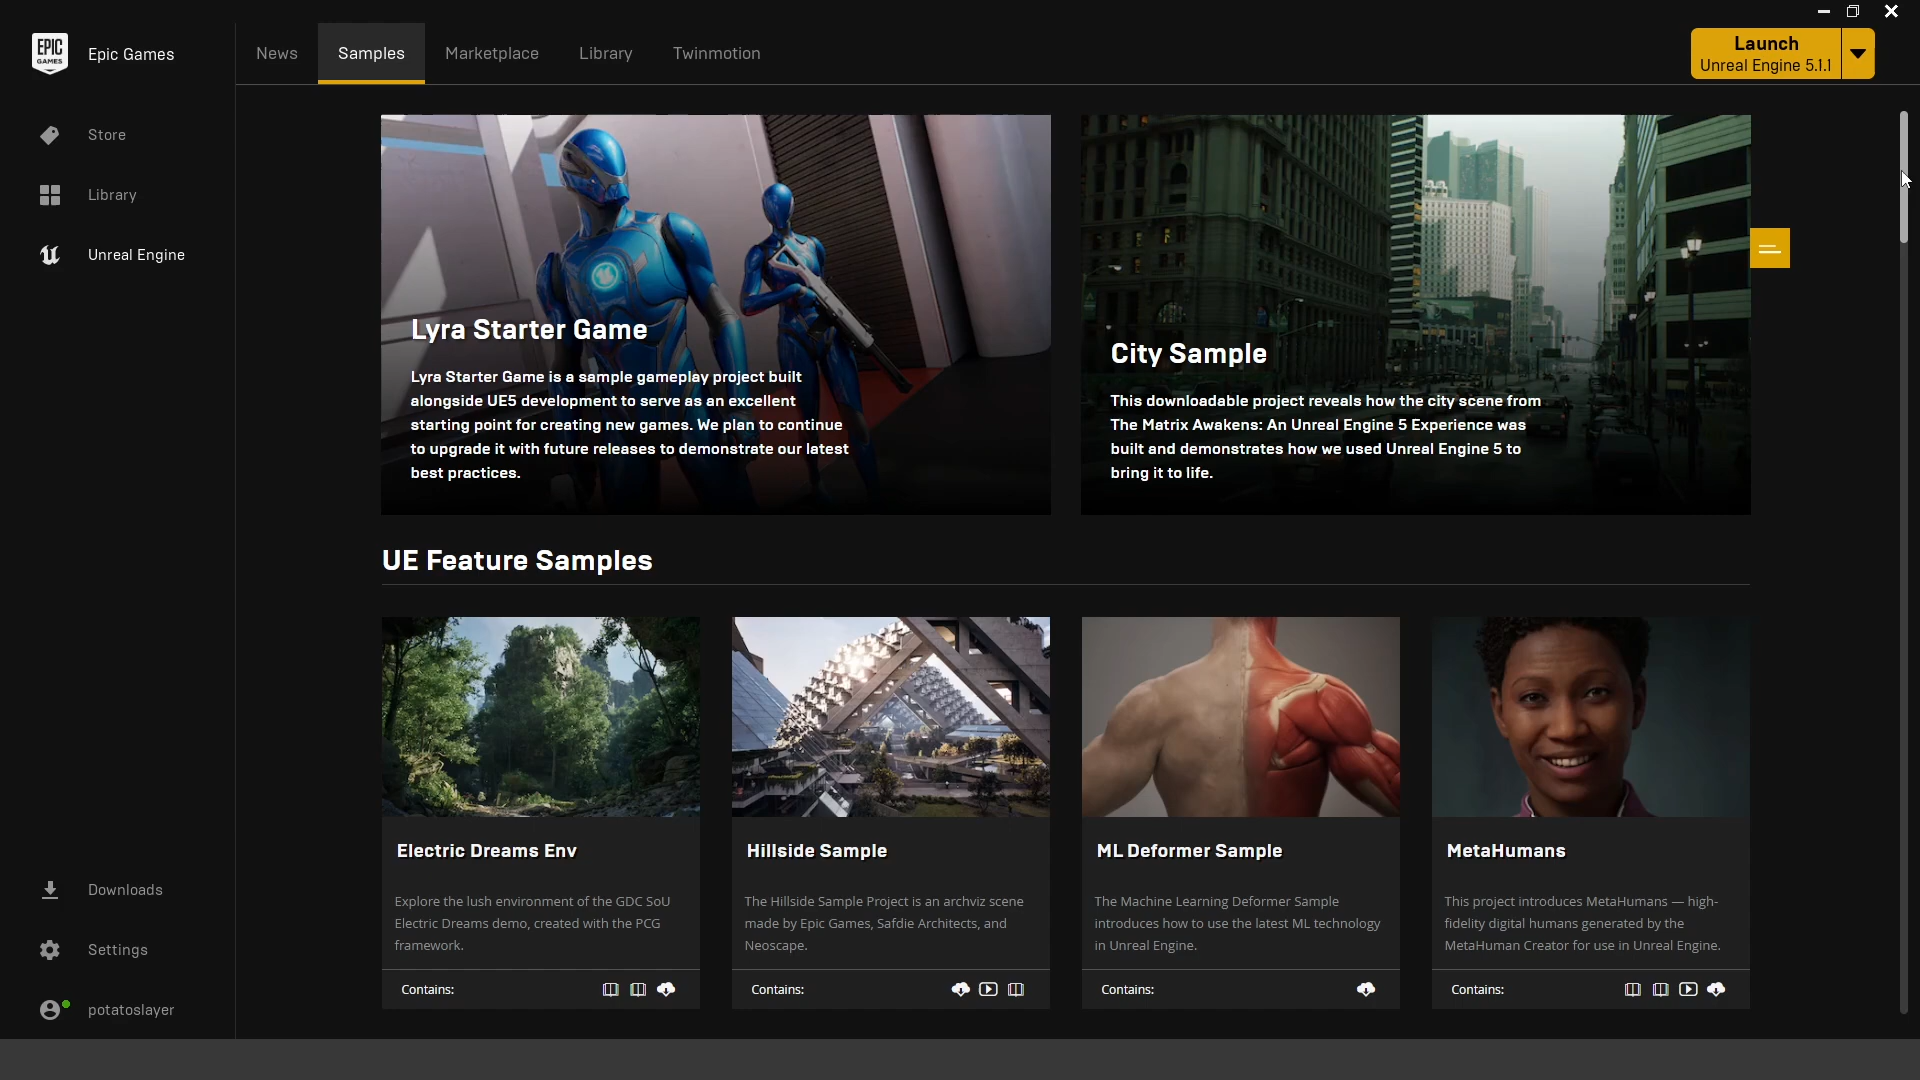 EPIC
GAMES
Epic Games
News
Samples
Marketplace
Library
Twinmotion
Launch
Unreal Engine 5.1.1
Store
Library
Unreal Engine
Lyra Starter Game
Lyra Starter Game is a sample gameplay project built
alongside UE5 development to serve as an excellent
starting point for creating new games. We plan to continue
to upgrade it with future releases to demonstrate our latest
best practices.
City Sample
This downloadable project reveals how the city scene from
The Matrix Awakens: An Unreal Engine 5 Experience was
built and demonstrates how we used Unreal Engine 5 to
bring it to life.
UE Feature Samples
Electric Dreams Env
Explore the lush environment of the GDC SoU
Electric Dreams demo, created with the PCG
framework.
Contains:
Hillside Sample
The Hillside Sample Project is an archviz scene
made by Epic Games, Safdie Architects, and
Neoscape.
Contains:
ML Deformer Sample
The Machine Learning Deformer Sample
introduces how to use the latest ML technology
in Unreal Engine.
Contains:
MetaHumans
This project introduces MetaHumans — high-
fidelity digital humans generated by the
MetaHuman Creator for use in Unreal Engine.
Contains:
Downloads
Settings
potatoslayer